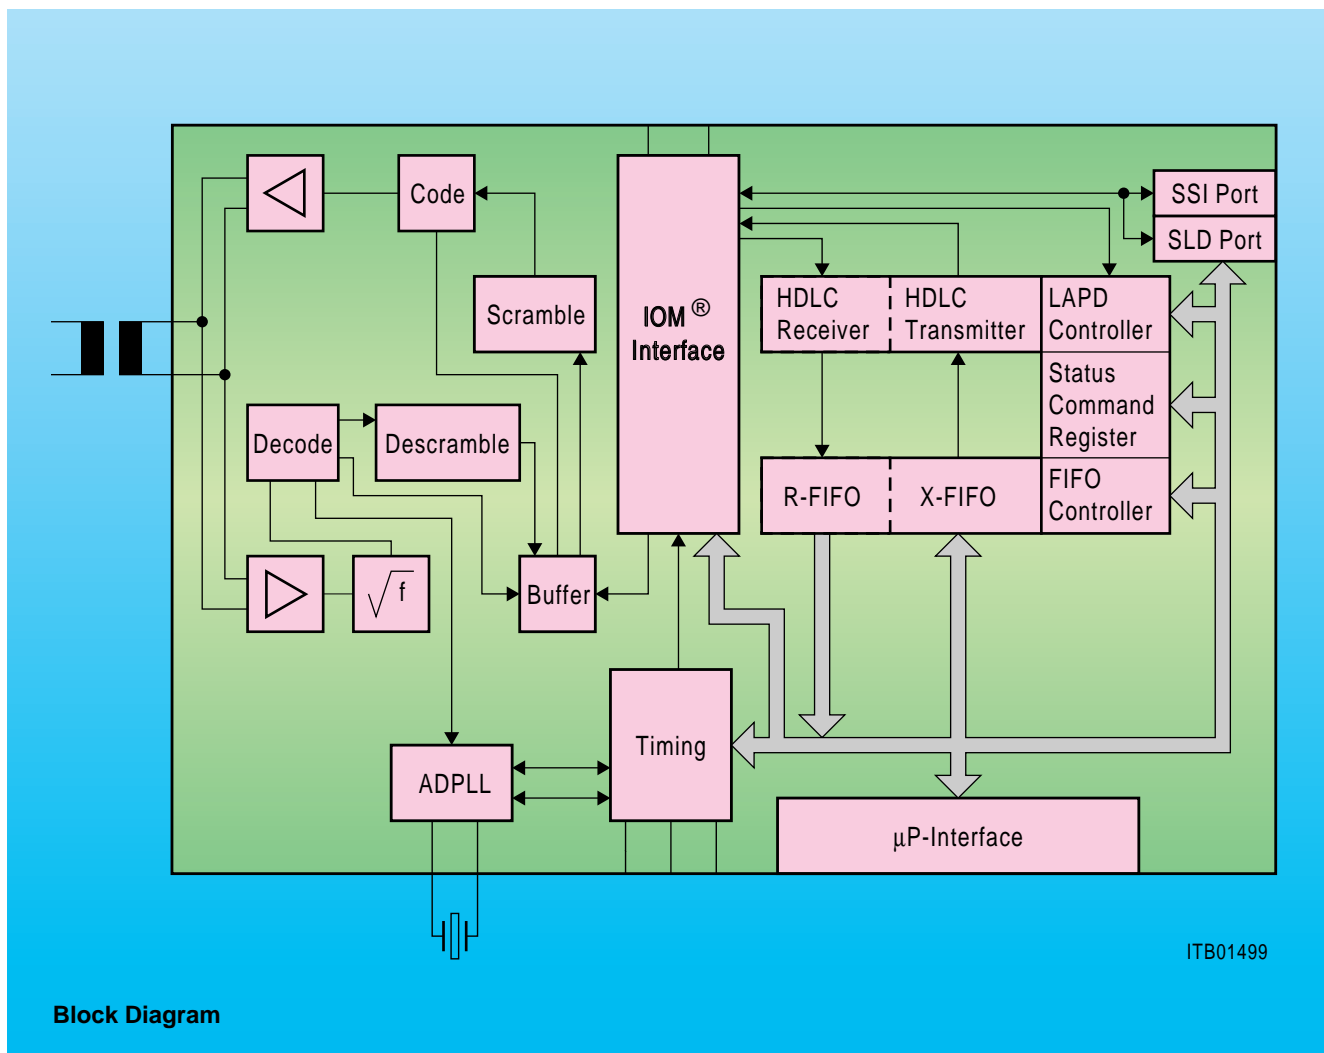 Code
SSI Port
SLD Port
Scramble
IOM ®
Interface
HDLC
Receiver
HDLC
Transmitter
LAPD
Controller
Status
Command
Register
Decode
Descramble
R-FIFO
X-FIFO
FIFO
Controller
√f
Buffer
Timing
ADPLL
µP-Interface
ITB01499
Block Diagram